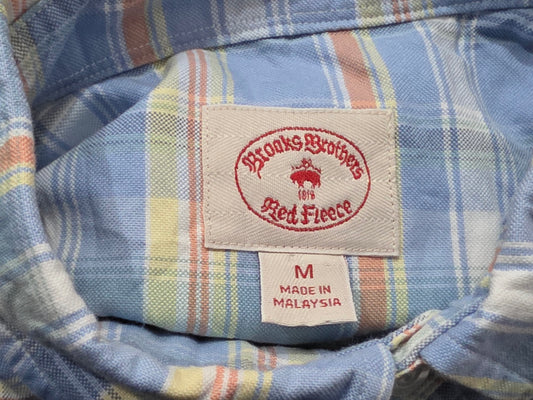 Brooks Brothers
1818
Red Fleece
M
MADE IN
MALAYSIA